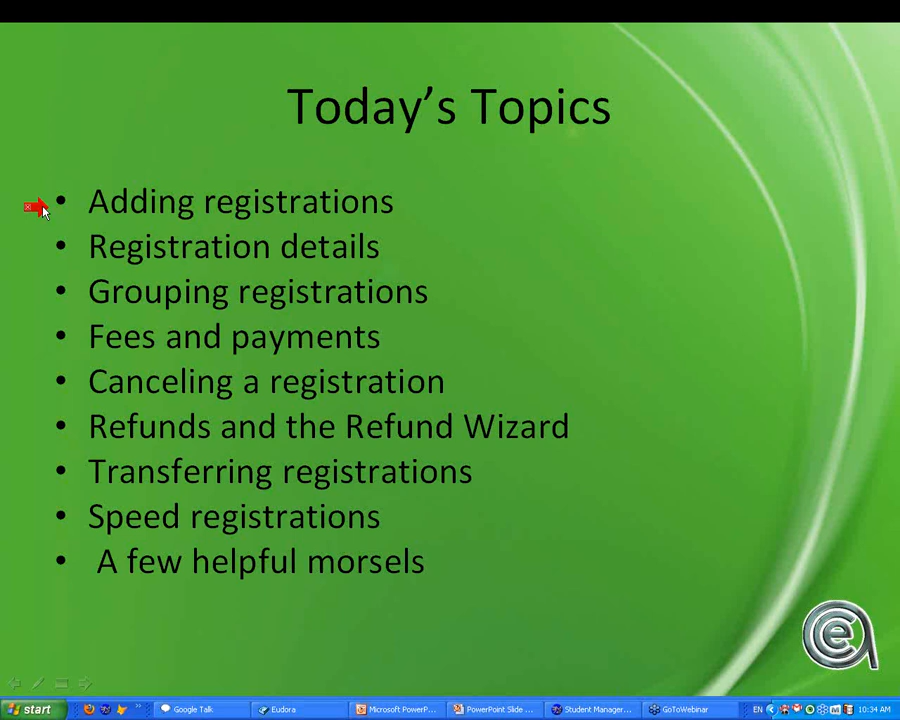 Today's Topics
• Adding registrations
• Registration details
• Grouping registrations
• Fees and payments
• Canceling a registration
• Refunds and the Refund Wizard
• Transferring registrations
• Speed registrations
• A few helpful morsels
start Google Talk Eudora Microsoft PowerP... PowerPoint Slide ... Student Manager... GoToWebinar EN 10:34 AM